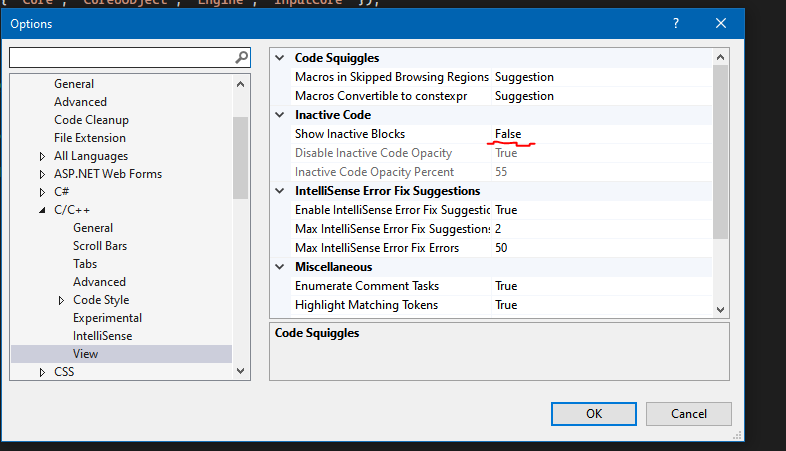 { "Core", "CoreUObject", "Engine", "InputCore" });
Options
?
General
Advanced
Code Cleanup
File Extension
All Languages
ASP.NET Web Forms
C#
C/C++
General
Scroll Bars
Tabs
Advanced
Code Style
Experimental
IntelliSense
View
CSS
Code Squiggles
Macros in Skipped Browsing Regions Suggestion
Macros Convertible to constexpr Suggestion
Inactive Code
Show Inactive Blocks False
Disable Inactive Code Opacity True
Inactive Code Opacity Percent 55
IntelliSense Error Fix Suggestions
Enable IntelliSense Error Fix Suggestic True
Max IntelliSense Error Fix Suggestions 2
Max IntelliSense Error Fix Errors 50
Miscellaneous
Enumerate Comment Tasks True
Highlight Matching Tokens True
Code Squiggles
OK Cancel